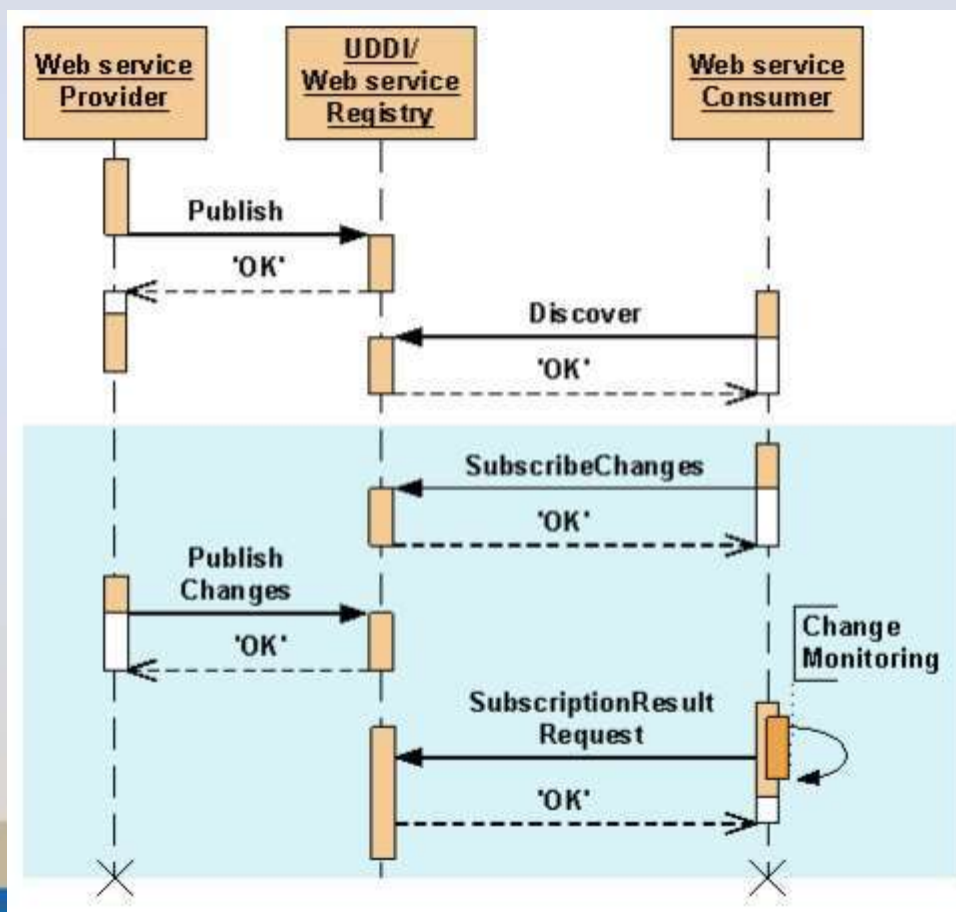 Web service
Provider
UDDI/
Web service
Registry
Web service
Consumer
Publish
'OK'
Discover
'OK'
SubscribeChanges
'OK'
Publish
Changes
'OK'
Change
Monitoring
SubscriptionResult
Request
'OK'